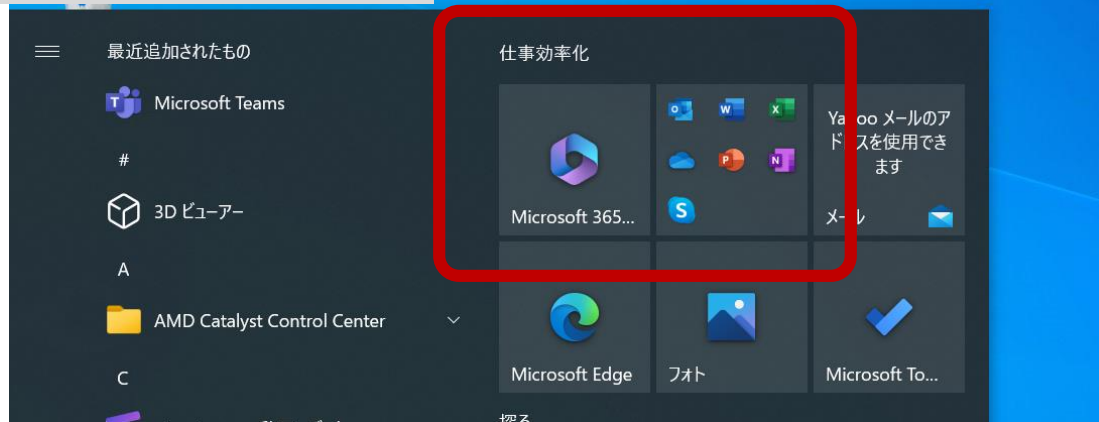 最近追加されたもの
Microsoft Teams
#
3D ビューアー
A
AMD Catalyst Control Center
C
仕事効率化
Microsoft 365...
Yahoo メールのア
ドレスを使用でき
ます
メール
Microsoft Edge
フォト
Microsoft To...
探る